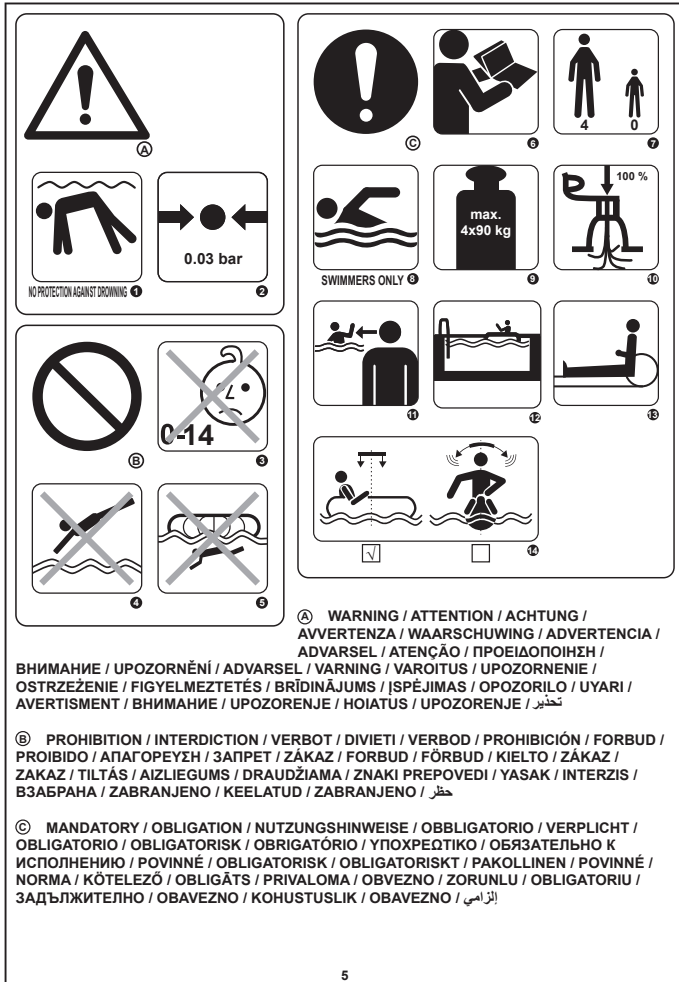 A
NO PROTECTION AGAINST DROWNING 1
0.03 bar
2
B
0-14
3
4
5
C
6
4 0
7
SWIMMERS ONLY 8
max.
4x90 kg
9
100 %
10
11
12
13
√
14
A WARNING / ATTENTION / ACHTUNG /
AVVERTENZA / WAARSCHUWING / ADVERTENCIA /
ADVARSEL / ATENÇÃO / ΠΡΟΕΙΔΟΠΟΙΗΣΗ /
ВНИМАНИЕ / UPOZORNĚNÍ / ADVARSEL / VARNING / VAROITUS / UPOZORNENIE /
OSTRZEŻENIE / FIGYELMEZTETÉS / BRĪDINĀJUMS / ĮSPĖJIMAS / OPOZORILO / UYARI /
AVERTISMENT / ВНИМАНИЕ / UPOZORENJE / HOIATUS / UPOZORENJE / تحذير
B PROHIBITION / INTERDICTION / VERBOT / DIVIETI / VERBOD / PROHIBICIÓN / FORBUD /
PROIBIDO / ΑΠΑΓΟΡΕΥΣΗ / ЗАПРЕТ / ZÁKAZ / FORBUD / FÖRBUD / KIELTO / ZÁKAZ /
ZAKAZ / TILTÁS / AIZLIEGUMS / DRAUDŽIAMA / ZNAKI PREPOVEDI / YASAK / INTERZIS /
ВЗАБРАНА / ZABRANJENO / KEELATUD / ZABRANJENO / حظر
C MANDATORY / OBLIGATION / NUTZUNGSHINWEISE / OBBLIGATORIO / VERPLICHT /
OBLIGATORIO / OBLIGATORISK / OBRIGATÓRIO / ΥΠΟΧΡΕΩΤΙΚΟ / ОБЯЗАТЕЛЬНО К
ИСПОЛНЕНИЮ / POVINNÉ / OBLIGATORISK / OBLIGATORISKT / PAKOLLINEN / POVINNÉ /
NORMA / KÖTELEZŐ / OBLIGĀTS / PRIVALOMA / OBVEZNO / ZORUNLU / OBLIGATORIU /
ЗАДЪЛЖИТЕЛНО / OBAVEZNO / KOHUSTUSLIK / OBAVEZNO / إلزامي
5